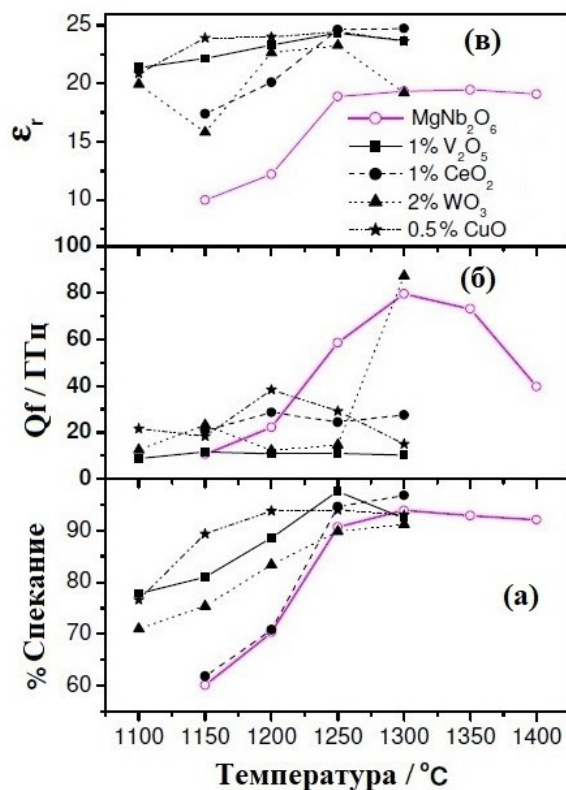 25
(в)
20
εr
15
MgNb2O6
1% V2O5
10
1% CeO2
2% WO3
100
0.5% CuO
80
(б)
60
Qf / ГГц
40
20
0
90
% Спекание
80
(а)
70
60
1100 1150 1200 1250 1300 1350 1400
Температура / °C